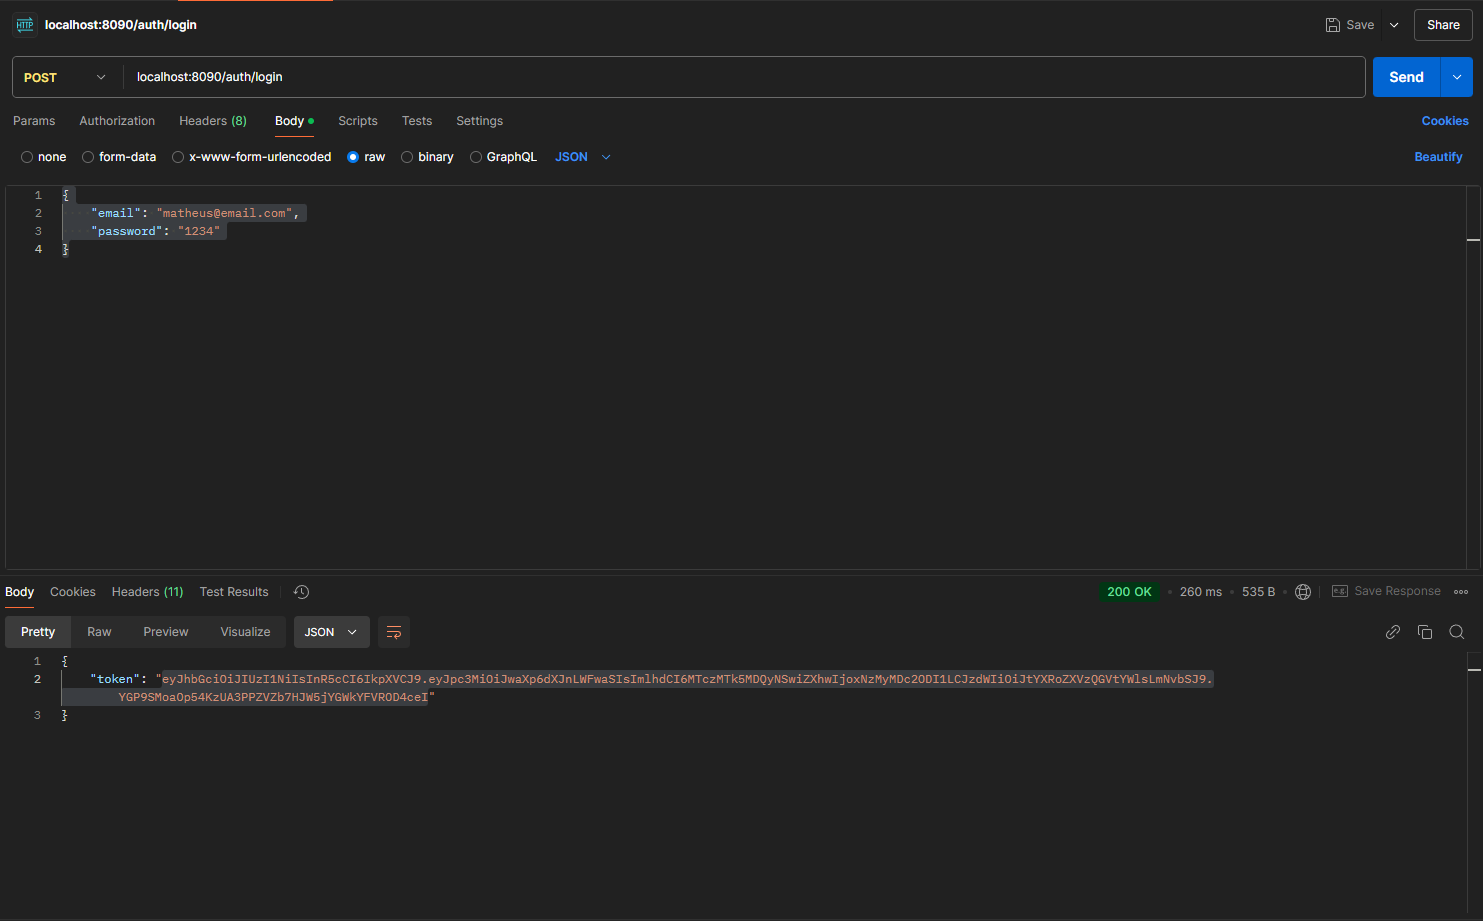 HTTP localhost:8090/auth/login Save Share
POST localhost:8090/auth/login Send
Params Authorization Headers (8) Body Scripts Tests Settings Cookies
none form-data x-www-form-urlencoded raw binary GraphQL JSON Beautify
1 {
2 "email": "matheus@email.com",
3 "password": "1234"
4 }
Body Cookies Headers (11) Test Results 200 OK 260 ms 535 B e.g. Save Response
Pretty Raw Preview Visualize JSON
1 {
2 "token": "eyJhbGciOiJIUzI1NiIsInR5cCI6IkpXVCJ9.eyJpc3MiOiJwaXp6dXJnLWFwaSIsImlhdCI6MTczMTk5MDQyNSwiZXhwIjoxNzMyMDc2ODI1LCJzdWIiOiJtYXRoZXVzQGVtYWlsLmNvbSJ9.
YGP9SMoaOp54KzUA3PPZVZb7HJW5jYGWkYFVROD4ceI"
3 }